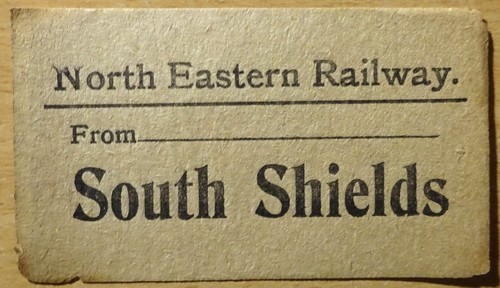 North Eastern Railway.
From
South Shields